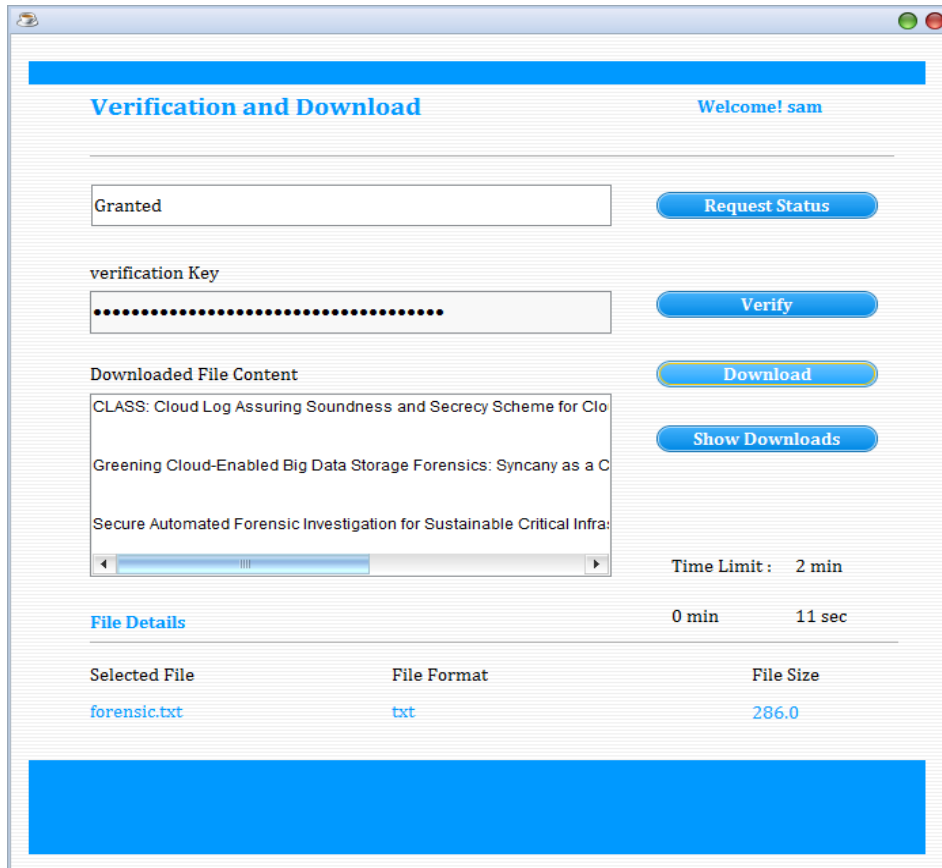 Verification and Download
Welcome! sam
Granted
Request Status
verification Key
Verify
Downloaded File Content
Download
CLASS: Cloud Log Assuring Soundness and Secrecy Scheme for Clo
Show Downloads
Greening Cloud-Enabled Big Data Storage Forensics: Syncany as a C
Secure Automated Forensic Investigation for Sustainable Critical Infras
Time Limit : 2 min
0 min 11 sec
File Details
Selected File File Format File Size
forensic.txt txt 286.0